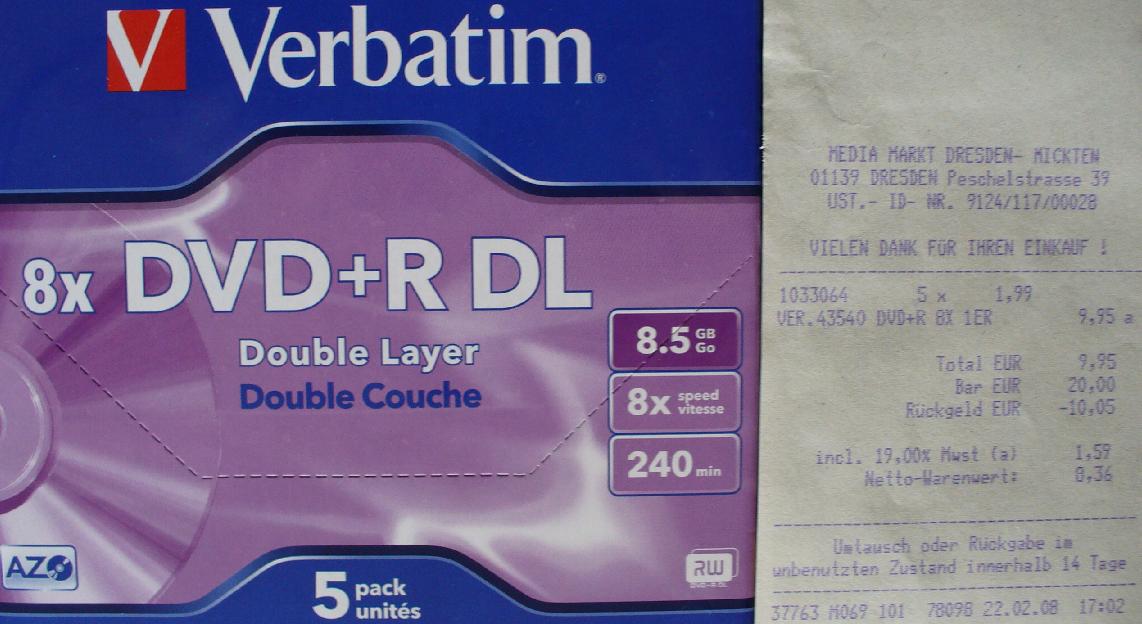 V Verbatim®
8x DVD+R DL
Double Layer
Double Couche
8.5 GB Go
8x speed vitesse
240 min
AZO
5 pack unités
RW
MEDIA MARKT DRESDEN- MICKTEN
01139 DRESDEN Peschelstrasse 39
UST.- ID- NR. 9124/117/00028
VIELEN DANK FÜR IHREN EINKAUF !
1033064 5 x 1,99
VER.43540 DVD+R 8X 1ER 9,95 a
Total EUR 9,95
Bar EUR 20,00
Rückgeld EUR -10,05
incl. 19,00% Mwst (a) 1,59
Netto-Warenwert: 8,36
Umtausch oder Rückgabe im
unbenutzten Zustand innerhalb 14 Tage
37763 M069 101 78098 22.02.08 17:02